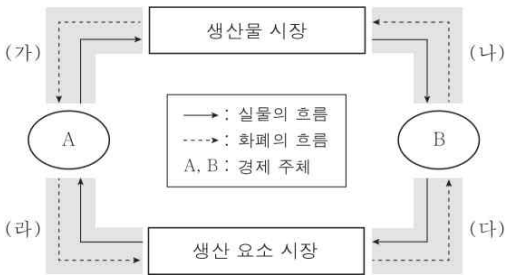 생산물 시장
(가)
(나)
: 실물의 흐름
: 화폐의 흐름
A, B : 경제 주체
A
B
(라)
(다)
생산 요소 시장